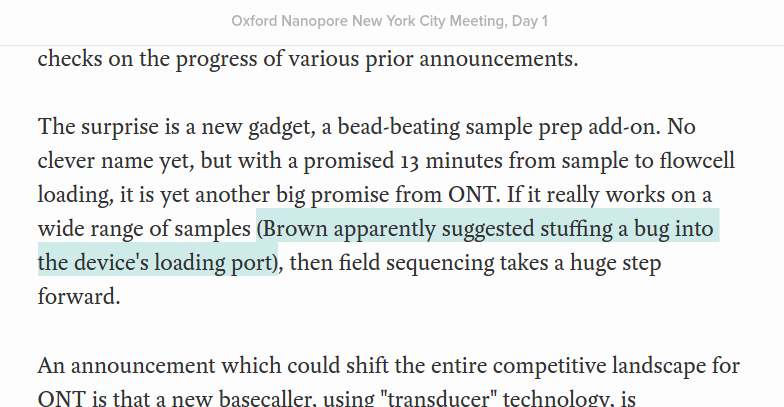 Oxford Nanopore New York City Meeting, Day 1
checks on the progress of various prior announcements.
The surprise is a new gadget, a bead-beating sample prep add-on. No
clever name yet, but with a promised 13 minutes from sample to flowcell
loading, it is yet another big promise from ONT. If it really works on a
wide range of samples (Brown apparently suggested stuffing a bug into
the device's loading port), then field sequencing takes a huge step
forward.
An announcement which could shift the entire competitive landscape for
ONT is that a new basecaller, using "transducer" technology, is